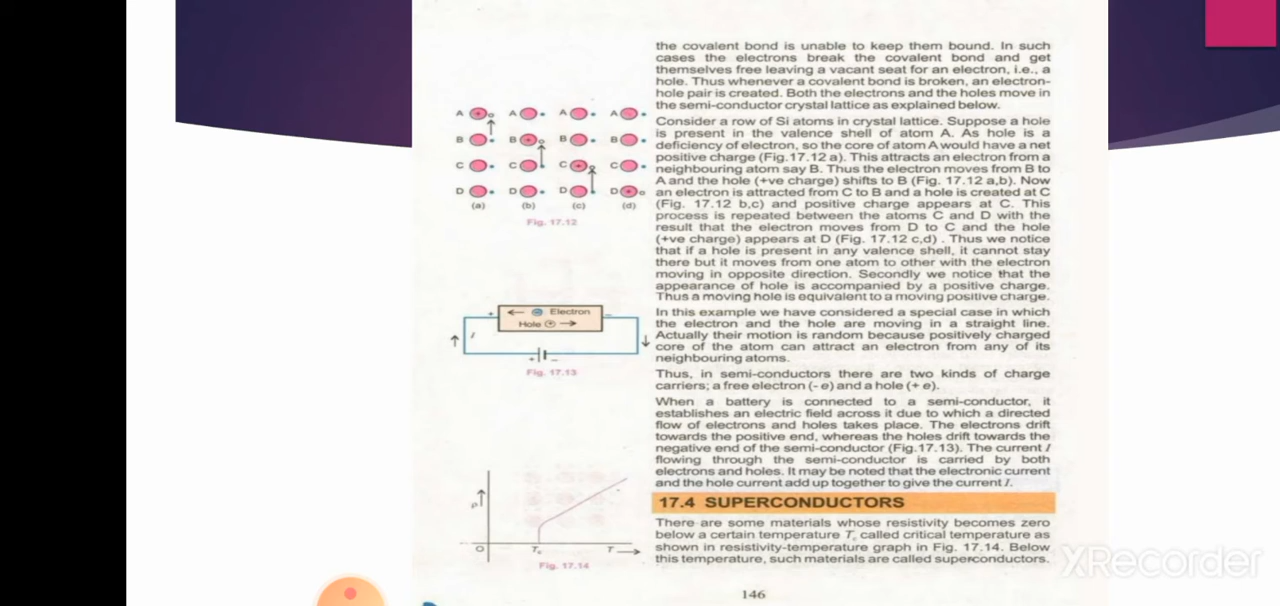 the covalent bond is unable to keep them bound. In such
cases the electrons break the covalent bond and get
themselves free leaving a vacant seat for an electron, i.e., a
hole. Thus whenever a covalent bond is broken, an electron-
hole pair is created. Both the electrons and the holes move in
the semi-conductor crystal lattice as explained below.
Consider a row of Si atoms in crystal lattice. Suppose a hole
is present in the valence shell of atom A. As hole is a
deficiency of electron, so the core of atom A would have a net
positive charge (Fig.17.12 a). This attracts an electron from a
neighbouring atom say B. Thus the electron moves from B to
A and the hole (+ve charge) shifts to B (Fig. 17.12 a,b). Now
an electron is attracted from C to B and a hole is created at C
(Fig. 17.12 b,c) and positive charge appears at C. This
process is repeated between the atoms C and D with the
result that the electron moves from D to C and the hole
(+ve charge) appears at D (Fig. 17.12 c,d) . Thus we notice
that if a hole is present in any valence shell, it cannot stay
there but it moves from one atom to other with the electron
moving in opposite direction. Secondly we notice that the
appearance of hole is accompanied by a positive charge.
Thus a moving hole is equivalent to a moving positive charge.
In this example we have considered a special case in which
the electron and the hole are moving in a straight line.
Actually their motion is random because positively charged
core of the atom can attract an electron from any of its
neighbouring atoms.
Thus, in semi-conductors there are two kinds of charge
carriers; a free electron (- e) and a hole (+ e).
When a battery is connected to a semi-conductor, it
establishes an electric field across it due to which a directed
flow of electrons and holes takes place. The electrons drift
towards the positive end, whereas the holes drift towards the
negative end of the semi-conductor (Fig.17.13). The current I
flowing through the semi-conductor is carried by both
electrons and holes. It may be noted that the electronic current
and the hole current add up together to give the current I.
17.4 SUPERCONDUCTORS
There are some materials whose resistivity becomes zero
below a certain temperature Tc called critical temperature as
shown in resistivity-temperature graph in Fig. 17.14. Below
this temperature, such materials are called superconductors.
A A A A
B B B B
C C C C
D D D D
(a) (b) (c) (d)
Fig. 17.12
+ Electron −
Hole
I
+ −
Fig. 17.13
ρ
O Tc T
Fig. 17.14
146
XRecorder